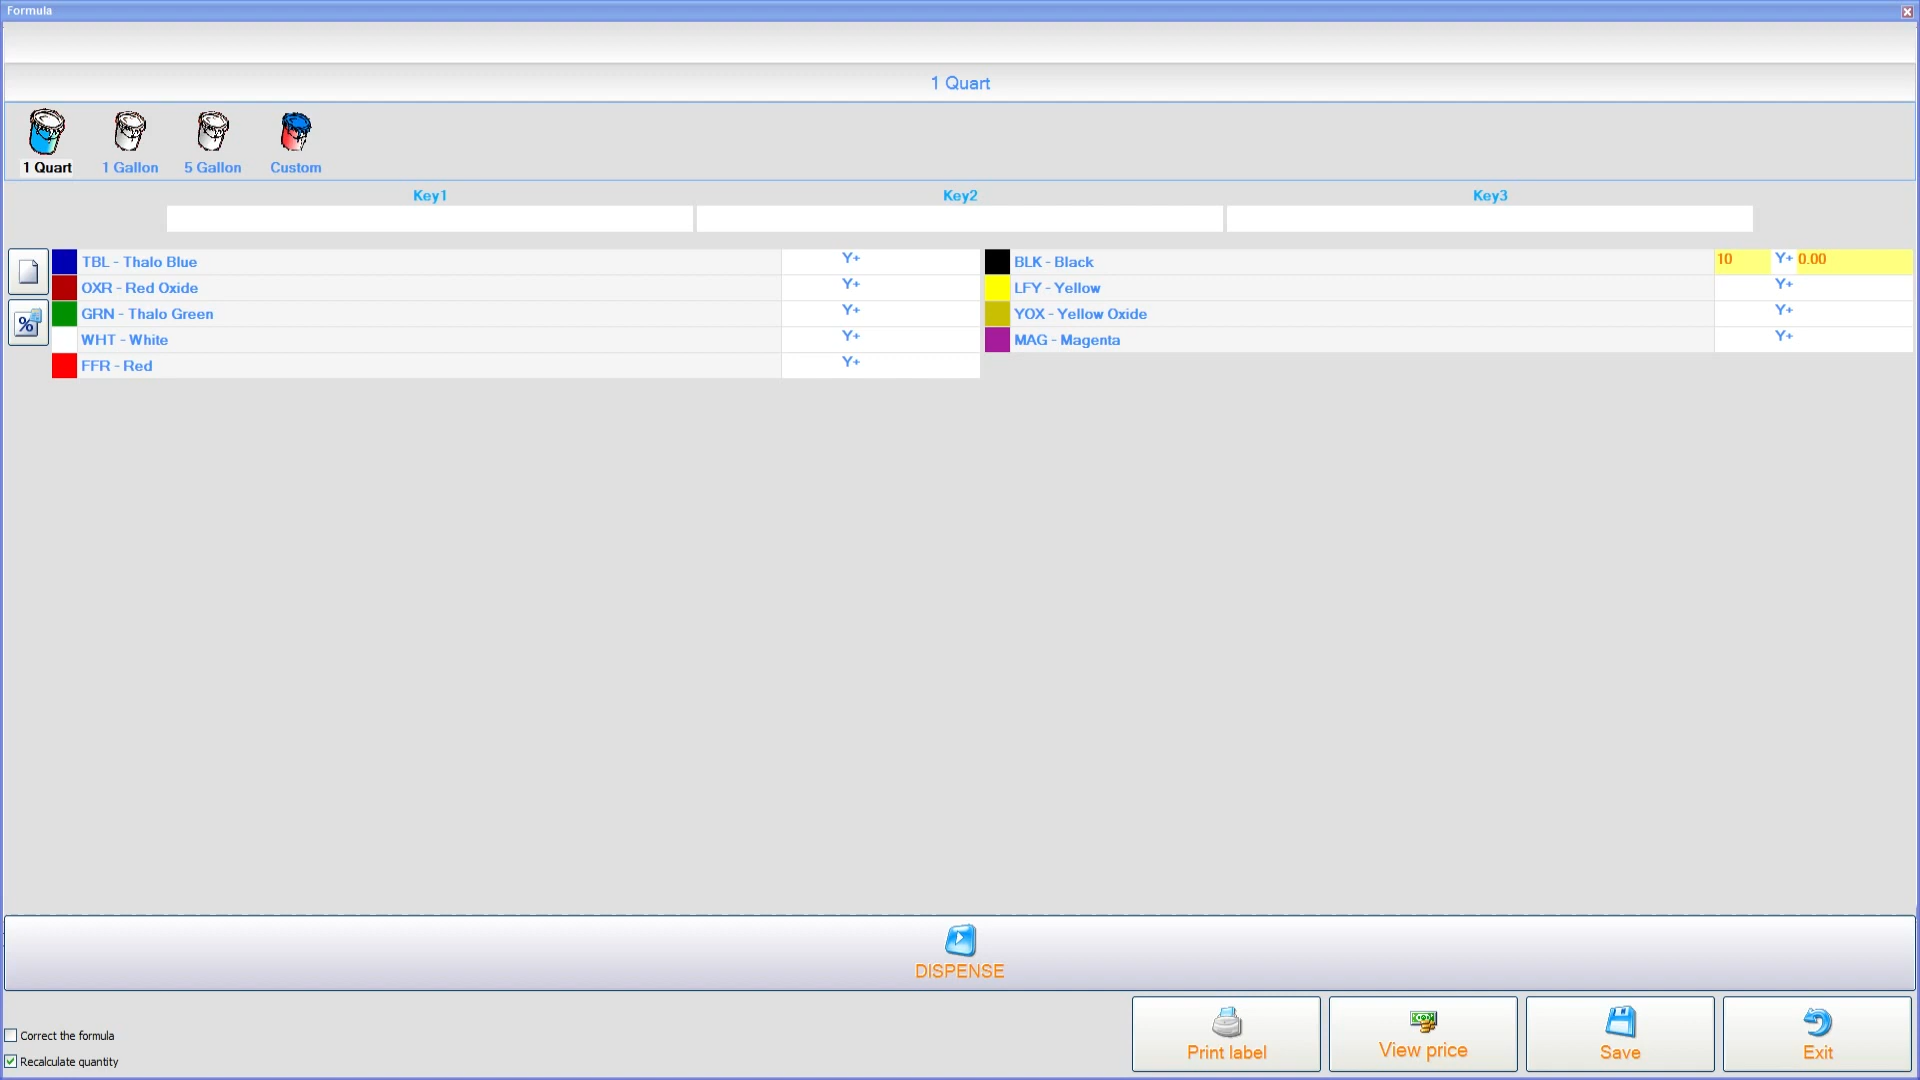 Formula
1 Quart
1 Quart
1 Gallon
5 Gallon
Custom
Key1
Key2
Key3
TBL - Thalo Blue Y+
OXR - Red Oxide Y+
GRN - Thalo Green Y+
WHT - White Y+
FFR - Red Y+
BLK - Black 10 Y+ 0.00
LFY - Yellow Y+
YOX - Yellow Oxide Y+
MAG - Magenta Y+
%
DISPENSE
Correct the formula
Recalculate quantity
Print label
View price
Save
Exit